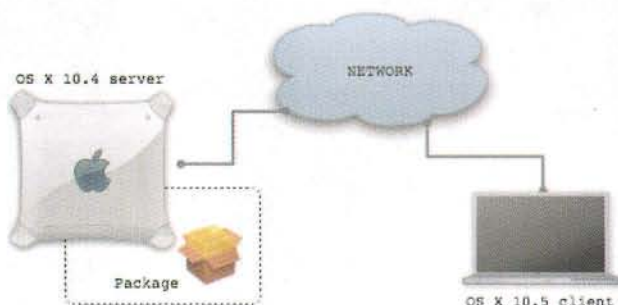 OS X 10.4 server
NETWORK
Package
OS X 10.5 client